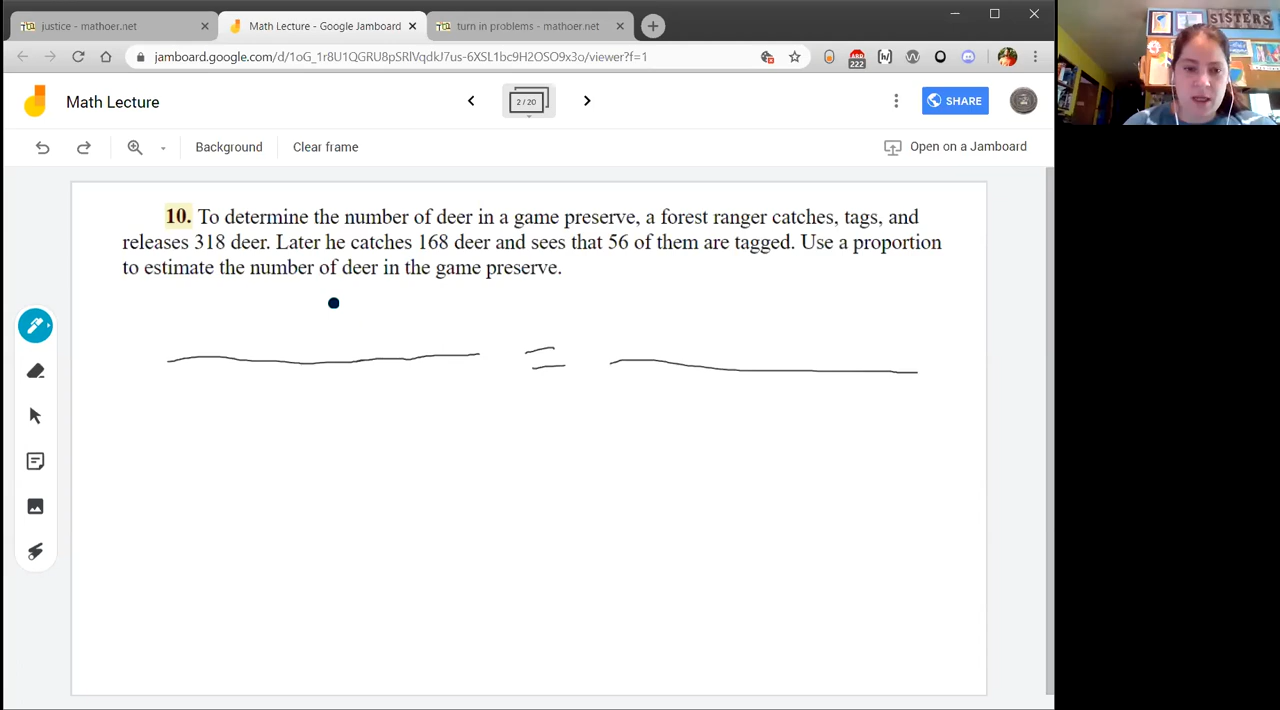 justice - mathoer.net
Math Lecture - Google Jamboard
turn in problems - mathoer.net
jamboard.google.com/d/1oG_1r8U1QGRU8pSRlVqdkJ7us-6XSL1bc9H2OSO9x3o/viewer?f=1
222
SISTERS
Math Lecture
2 / 20
SHARE
Background
Clear frame
Open on a Jamboard
10. To determine the number of deer in a game preserve, a forest ranger catches, tags, and
releases 318 deer. Later he catches 168 deer and sees that 56 of them are tagged. Use a proportion
to estimate the number of deer in the game preserve.
=